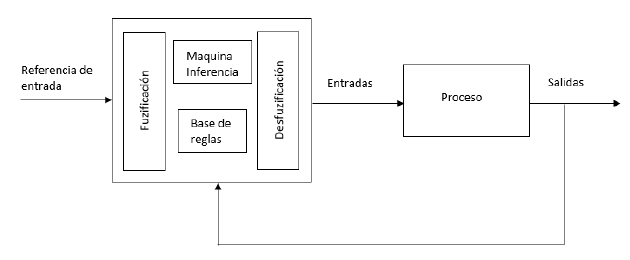 Referencia de
entrada
Fuzificación
Maquina
Inferencia
Base de
reglas
Desfuzificación
Entradas
Proceso
Salidas